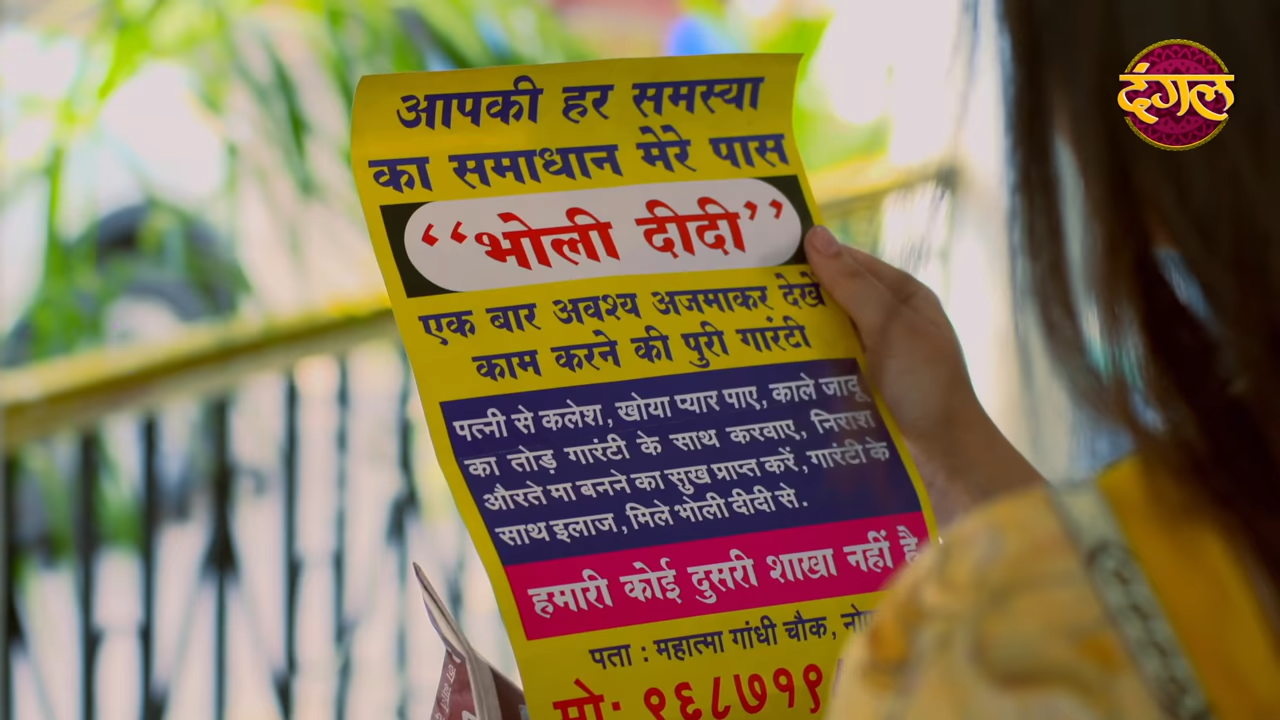 दंगल
आपकी हर समस्या
का समाधान मेरे पास
“भोली दीदी”
एक बार अवश्य अजमाकर देखें
काम करने की पुरी गारंटी
पत्नी से कलेश, खोया प्यार पाए, काले जादू
का तोड़ गारंटी के साथ करवाए, निराश
औरते मा बनने का सुख प्राप्त करें, गारंटी के
साथ इलाज, मिले भोली दीदी से.
हमारी कोई दुसरी शाखा नहीं है
पता : महात्मा गांधी चौक,
मो: ९६८७१९